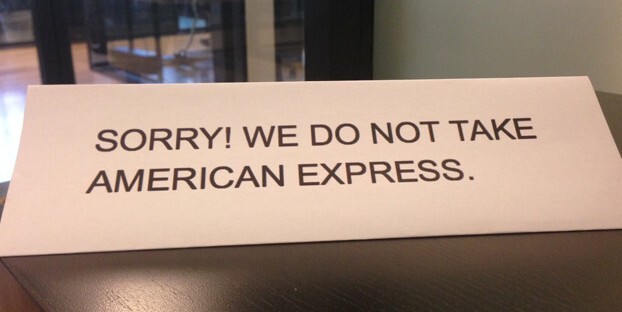 SORRY! WE DO NOT TAKE
AMERICAN EXPRESS.